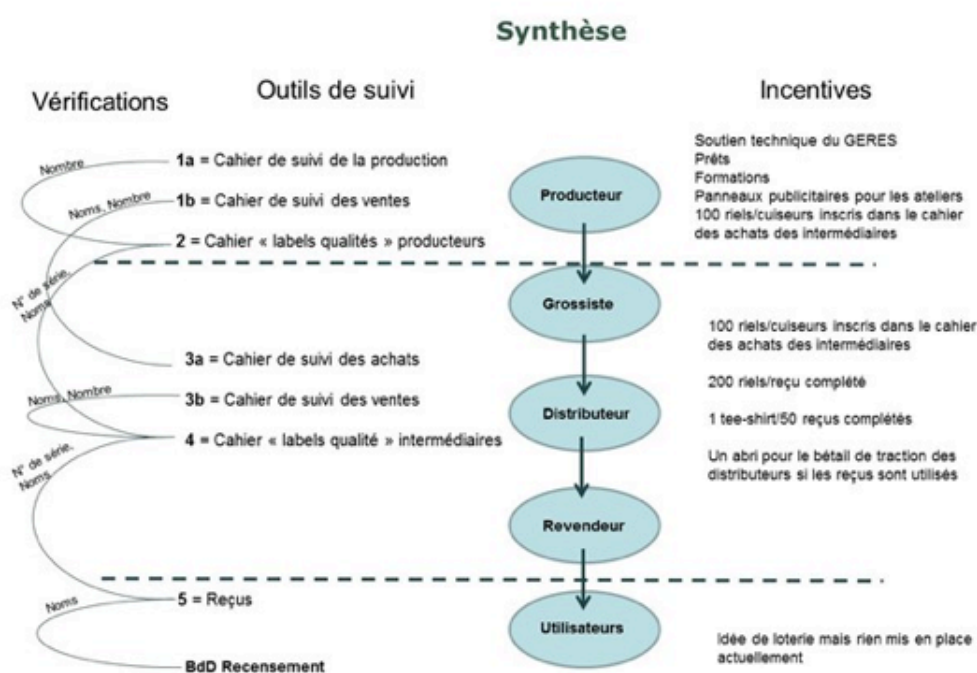 Synthèse
Vérifications
Outils de suivi
Incentives
Nombre
Noms, Nombre
N° de série,
Noms
Noms, Nombre
N° de série,
Noms
Noms
1a = Cahier de suivi de la production
1b = Cahier de suivi des ventes
2 = Cahier « labels qualités » producteurs
3a = Cahier de suivi des achats
3b = Cahier de suivi des ventes
4 = Cahier « labels qualité » intermédiaires
5 = Reçus
BdD Recensement
Producteur
Grossiste
Distributeur
Revendeur
Utilisateurs
Soutien technique du GERES
Prêts
Formations
Panneaux publicitaires pour les ateliers
100 riels/cuiseurs inscris dans le cahier
des achats des intermédiaires
100 riels/cuiseurs inscris dans le cahier
des achats des intermédiaires
200 riels/reçu complété
1 tee-shirt/50 reçus complétés
Un abri pour le bétail de traction des
distributeurs si les reçus sont utilisés
Idée de loterie mais rien mis en place
actuellement